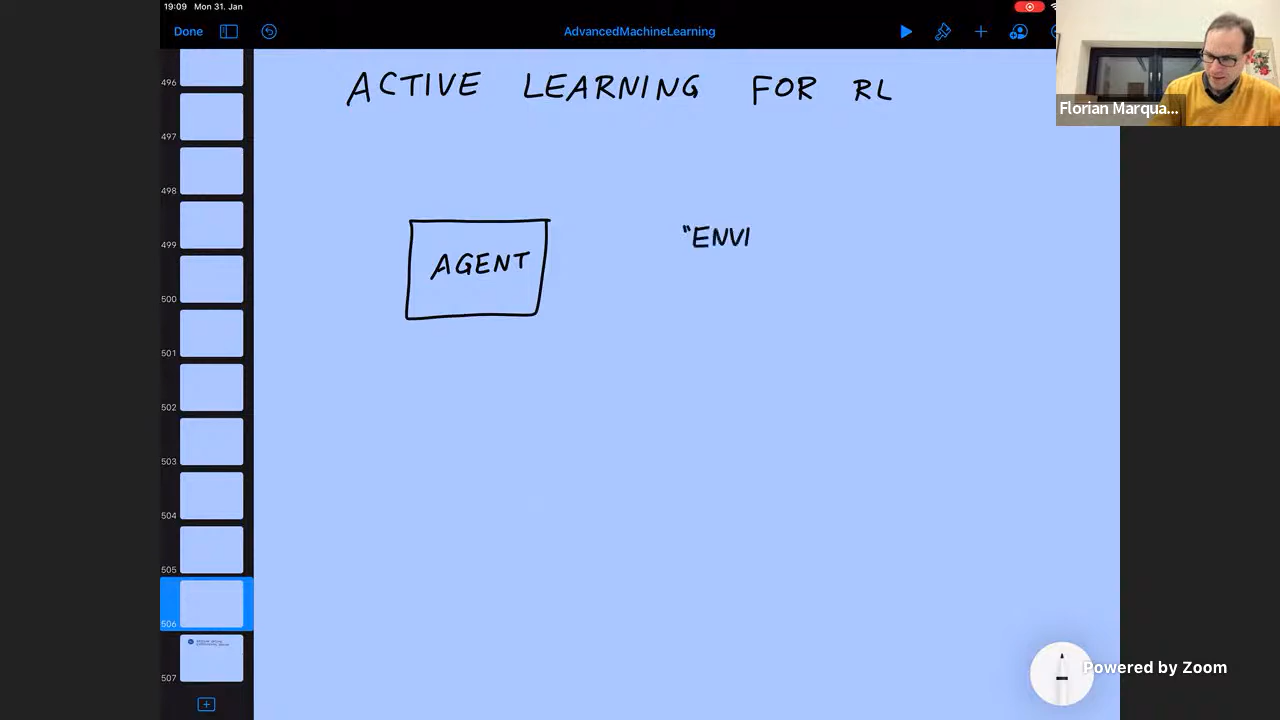 19:09 Mon 31. Jan
Done
AdvancedMachineLearning
Florian Marqua...
ACTIVE LEARNING FOR RL
AGENT
"ENVI
496
497
498
499
500
501
502
503
504
505
506
507
Powered by Zoom